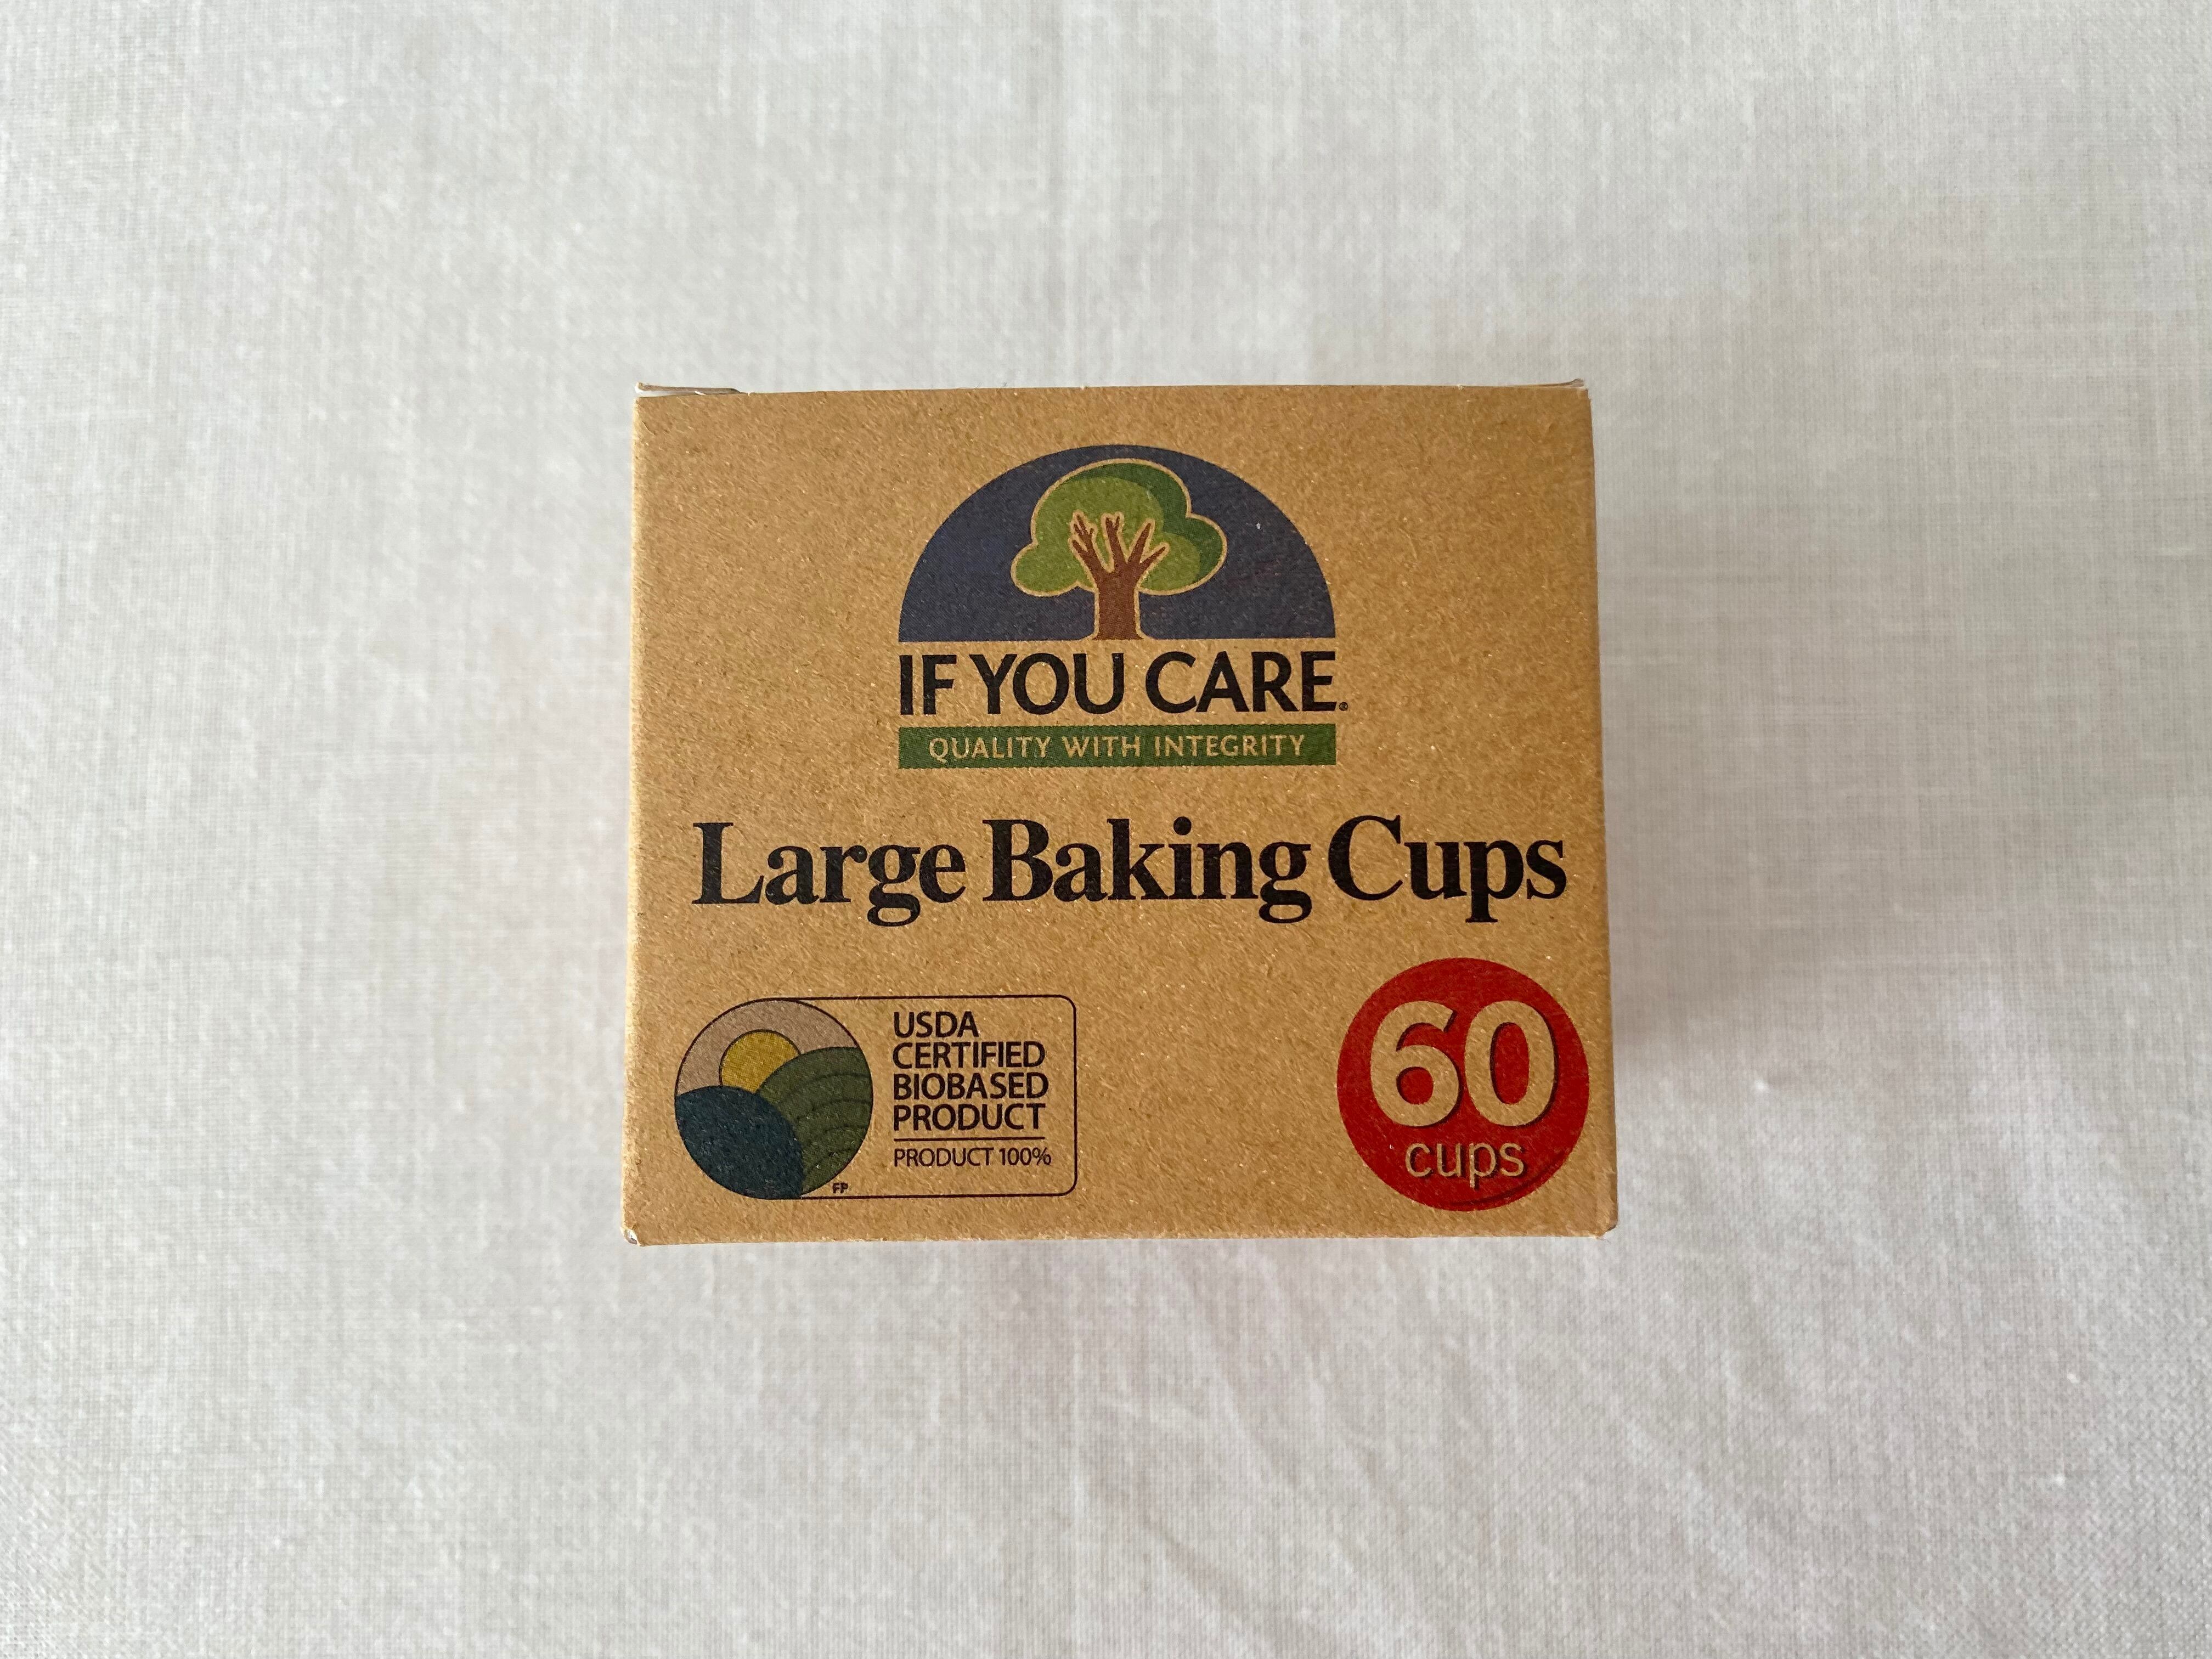 IF YOU CARE®
QUALITY WITH INTEGRITY
Large Baking Cups
USDA
CERTIFIED
BIOBASED
PRODUCT
PRODUCT 100%
FP
60
cups